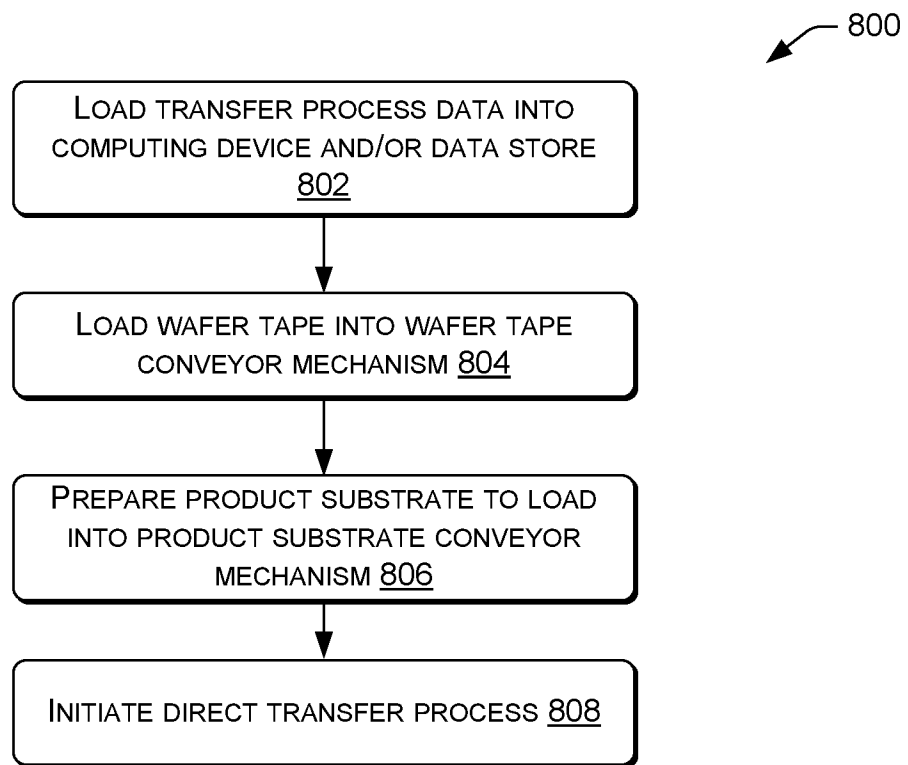 800
LOAD TRANSFER PROCESS DATA INTO
COMPUTING DEVICE AND/OR DATA STORE
802
LOAD WAFER TAPE INTO WAFER TAPE
CONVEYOR MECHANISM 804
PREPARE PRODUCT SUBSTRATE TO LOAD
INTO PRODUCT SUBSTRATE CONVEYOR
MECHANISM 806
INITIATE DIRECT TRANSFER PROCESS 808